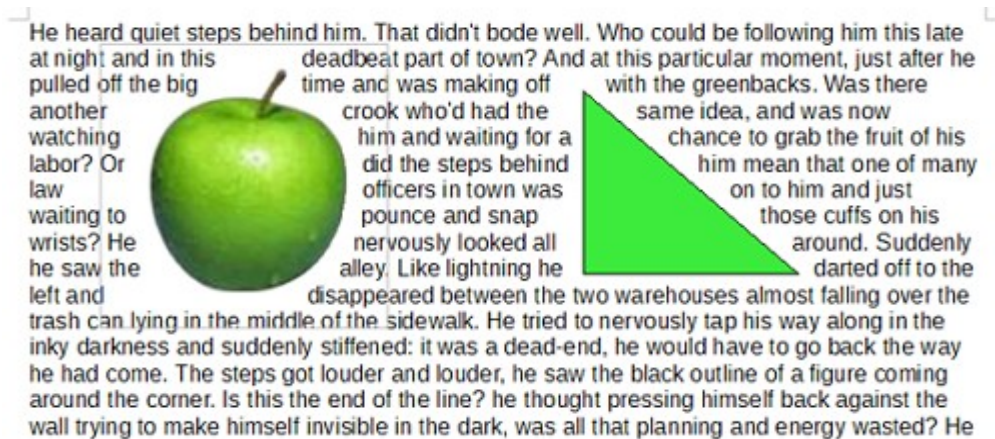 He heard quiet steps behind him. That didn't bode well. Who could be following him this late
at night and in this deadbeat part of town? And at this particular moment, just after he
pulled off the big time and was making off with the greenbacks. Was there
another crook who'd had the same idea, and was now
watching him and waiting for a chance to grab the fruit of his
labor? Or did the steps behind him mean that one of many
law officers in town was on to him and just
waiting to pounce and snap those cuffs on his
wrists? He nervously looked all around. Suddenly
he saw the alley. Like lightning he darted off to the
left and disappeared between the two warehouses almost falling over the
trash can lying in the middle of the sidewalk. He tried to nervously tap his way along in the
inky darkness and suddenly stiffened: it was a dead-end, he would have to go back the way
he had come. The steps got louder and louder, he saw the black outline of a figure coming
around the corner. Is this the end of the line? he thought pressing himself back against the
wall trying to make himself invisible in the dark, was all that planning and energy wasted? He